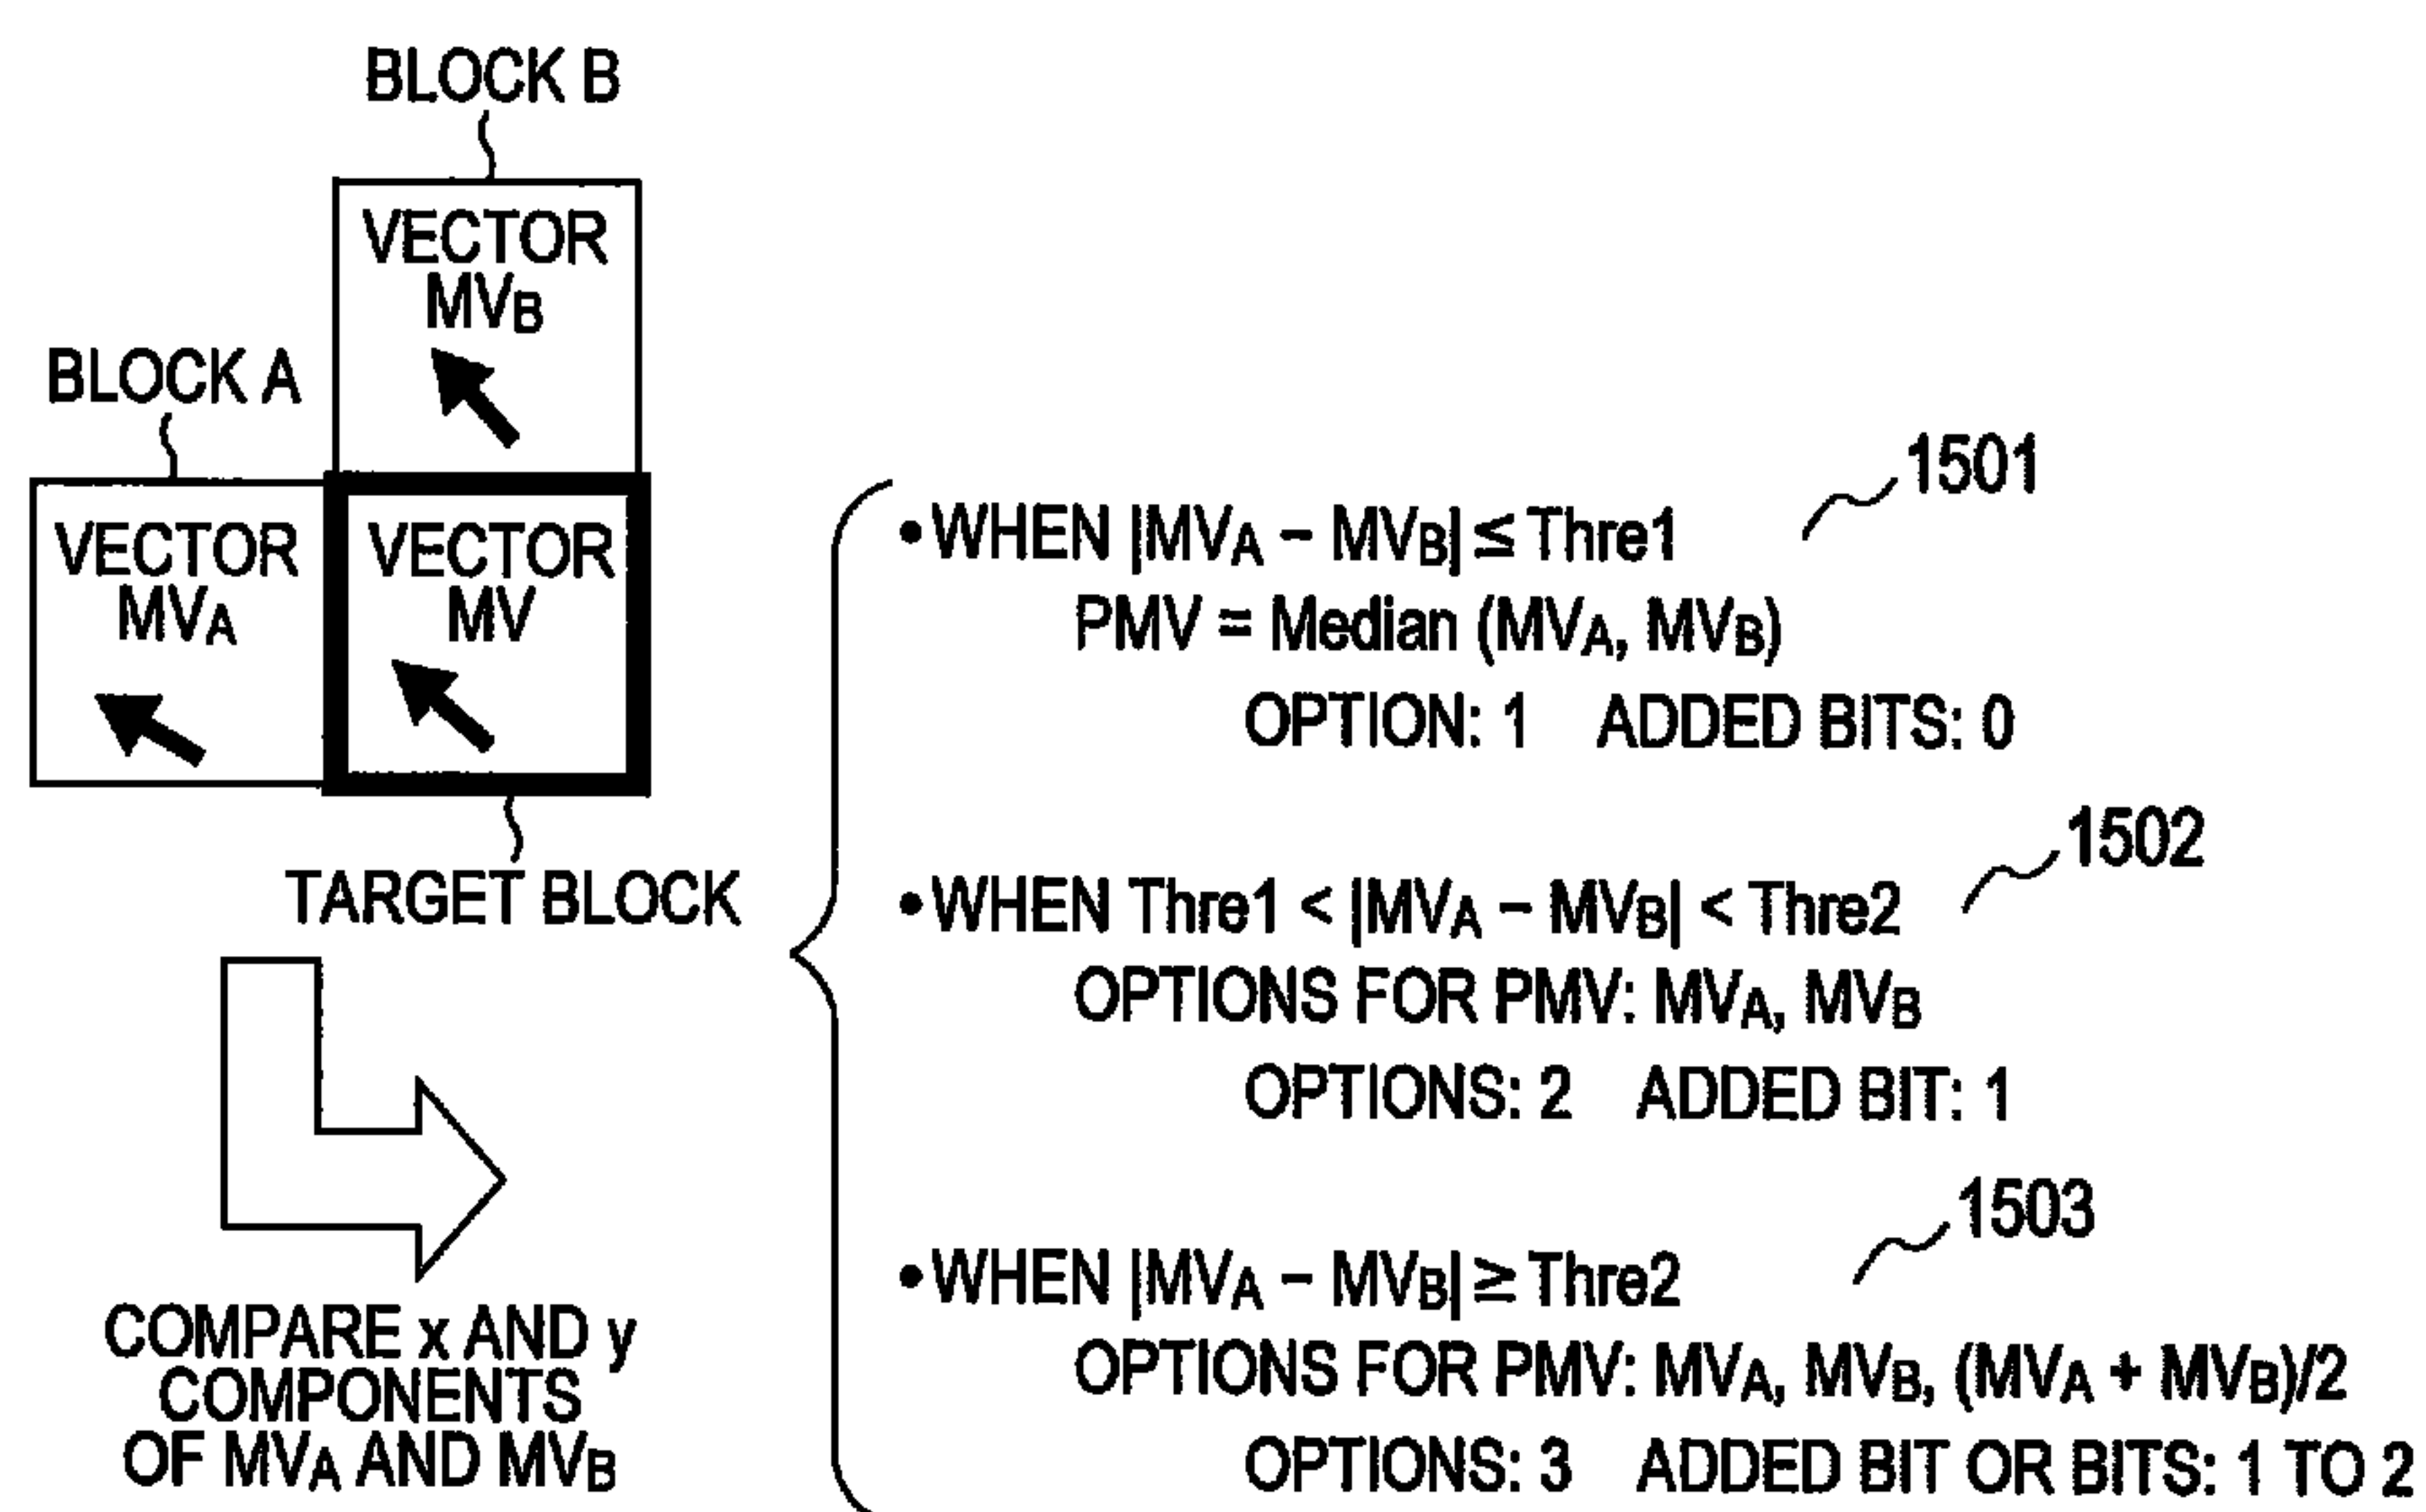 BLOCK B
VECTOR
MVB
BLOCK A
VECTOR
MVA
VECTOR
MV
TARGET BLOCK
COMPARE x AND y
COMPONENTS
OF MVA AND MVB
1501
•WHEN |MVA − MVB| ≤ Thre1
PMV = Median (MVA, MVB)
OPTION: 1 ADDED BITS: 0
1502
•WHEN Thre1 < |MVA − MVB| < Thre2
OPTIONS FOR PMV: MVA, MVB
OPTIONS: 2 ADDED BIT: 1
1503
•WHEN |MVA − MVB| ≥ Thre2
OPTIONS FOR PMV: MVA, MVB, (MVA + MVB)/2
OPTIONS: 3 ADDED BIT OR BITS: 1 TO 2